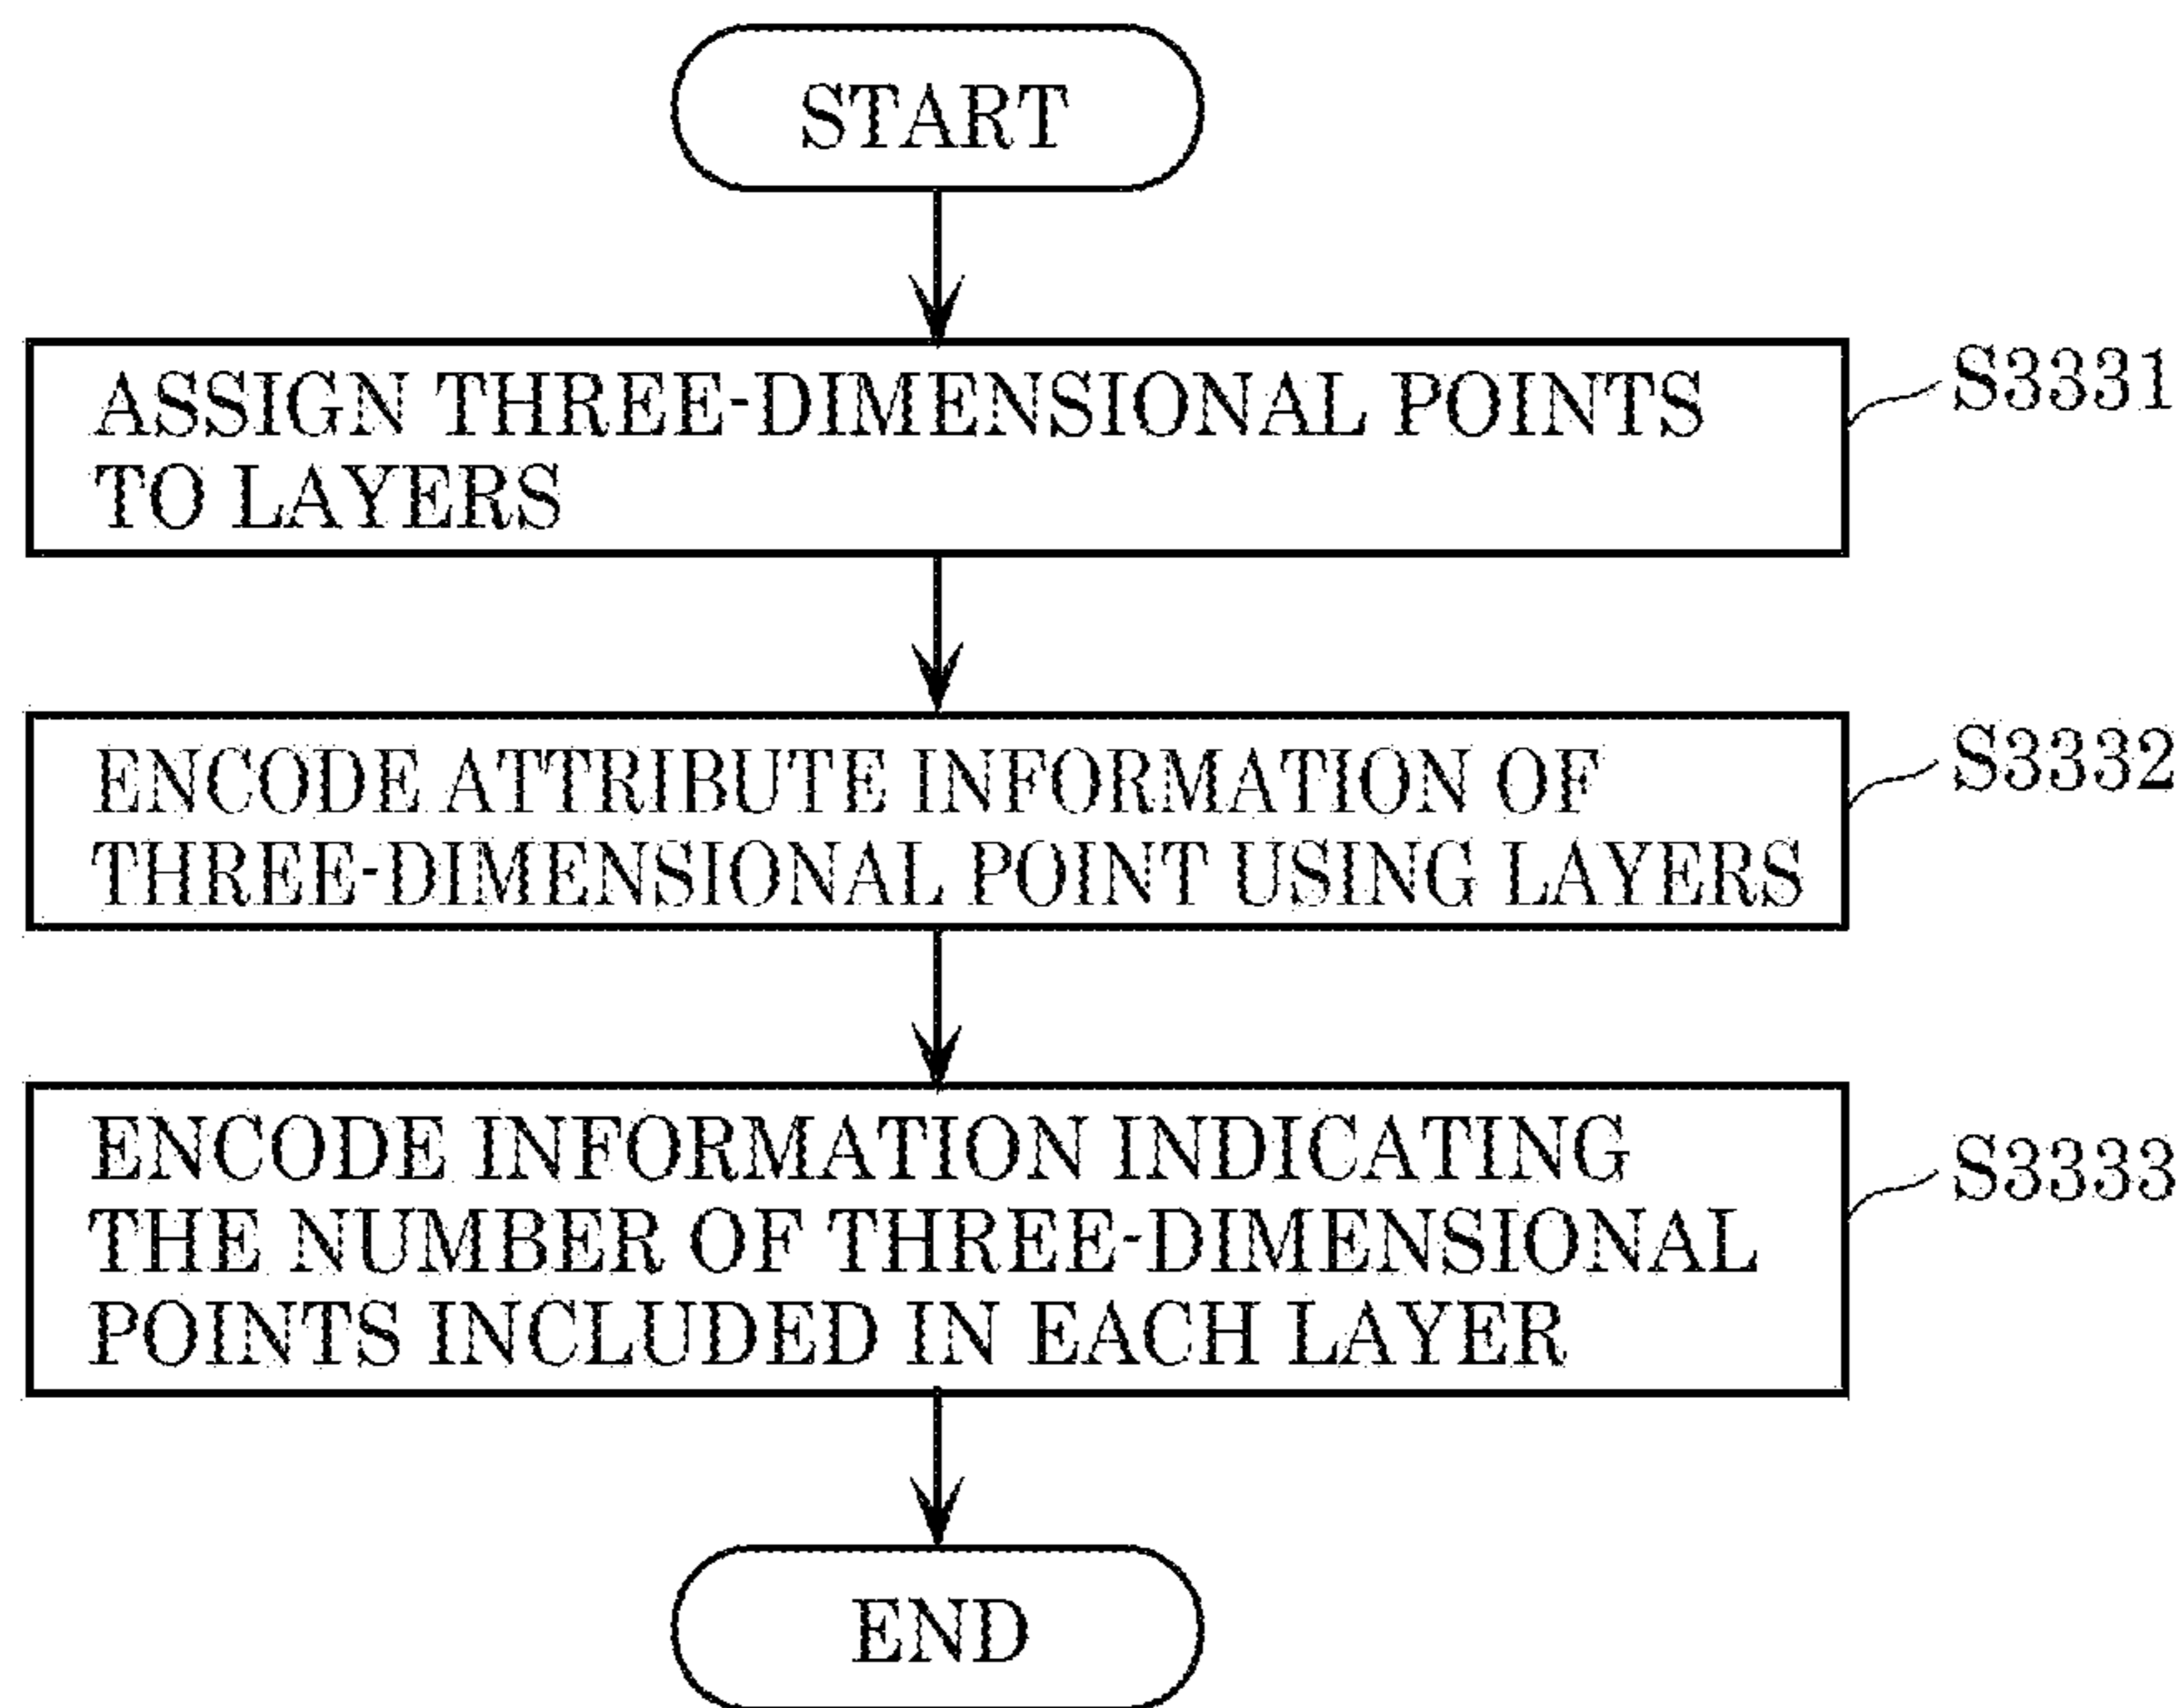 START
ASSIGN THREE-DIMENSIONAL POINTS
TO LAYERS
S3331
ENCODE ATTRIBUTE INFORMATION OF
THREE-DIMENSIONAL POINT USING LAYERS
S3332
ENCODE INFORMATION INDICATING
THE NUMBER OF THREE-DIMENSIONAL
POINTS INCLUDED IN EACH LAYER
S3333
END